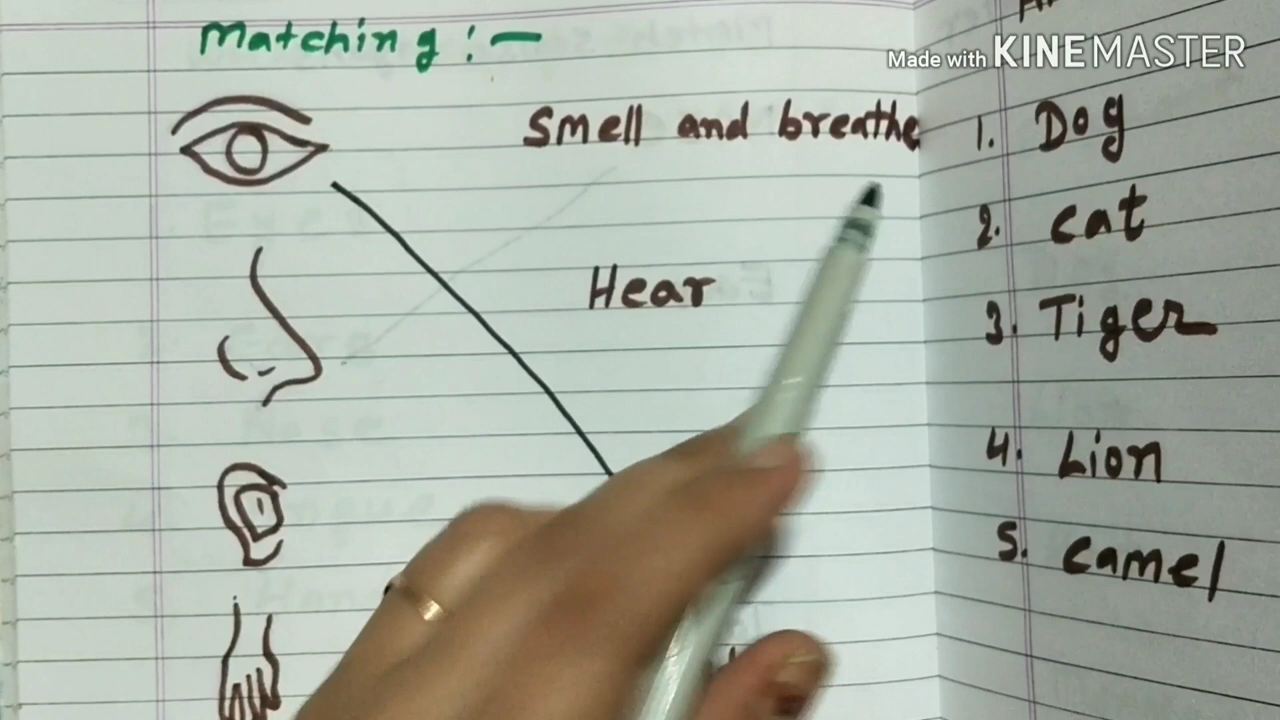 Matching :-
Made with KINEMASTER
Smell and breathe
Hear
1. Dog
2. Cat
3. Tiger
4. Lion
5. Camel